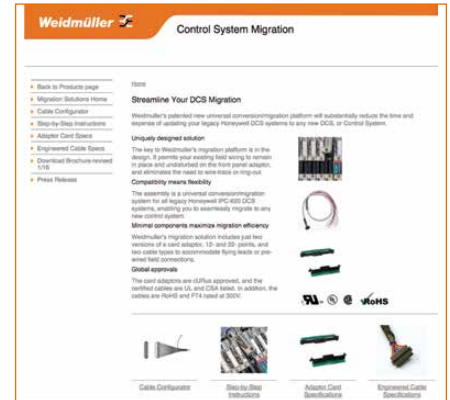 Weidmüller
Control System Migration
Back to Products page
Migration Solutions Home
Cable Configurator
Step-by-Step Instructions
Adaptor Card Specs
Engineered Cable Specs
Download Brochure-revised
1/16
Press Release
Home
Streamline Your DCS Migration
Weidmuller's patented new universal conversion/migration platform will substantially reduce the time and
expense of updating your legacy Honeywell DCS systems to any new DCS, or Control System.
Uniquely designed solution
The key to Weidmuller's migration platform is in the
design. It permits your existing field wiring to remain
in place and undisturbed on the front panel adaptor,
and eliminates the need to wire-trace or ring-out
Compatibility means flexibility
The assembly is a universal conversion/migration
system for all legacy Honeywell IPC-620 DCS
systems, enabling you to seamlessly migrate to any
new control system.
Minimal components maximize migration efficiency
Weidmuller's migration solution includes just two
versions of a card adaptor, 12- and 22- points, and
two cable types to accommodate flying leads or pre-
wired field connections.
Global approvals
The card adaptors are cURus approved, and the
certified cables are UL and CSA listed. In addition, the
cables are RoHS and FT4 rated at 300V.
RoHS
Cable Configurator
Step-by-Step
Instructions
Adaptor Card
Specifications
Engineered Cable
Specifications